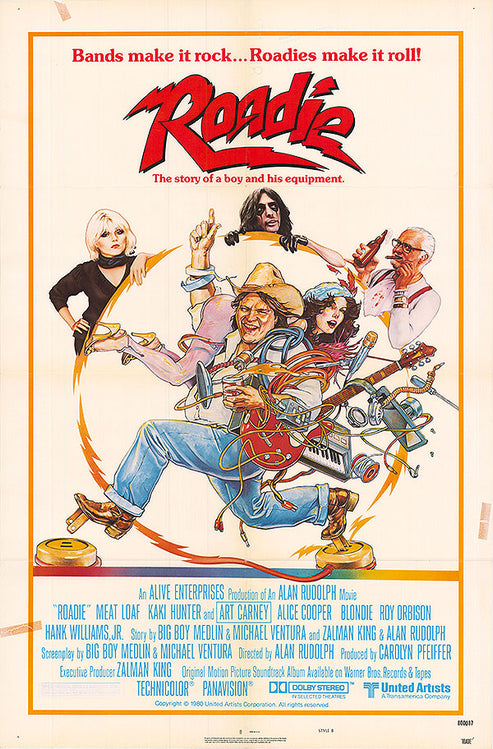 Bands make it rock...Roadies make it roll!
Roadie
The story of a boy and his equipment.
An ALIVE ENTERPRISES Production of An ALAN RUDOLPH Movie
"ROADIE" MEAT LOAF KAKI HUNTER and ART CARNEY ALICE COOPER BLONDIE ROY ORBISON
HANK WILLIAMS, JR. Story by BIG BOY MEDLIN & MICHAEL VENTURA and ZALMAN KING & ALAN RUDOLPH
Screenplay by BIG BOY MEDLIN & MICHAEL VENTURA Directed by ALAN RUDOLPH Produced by CAROLYN PFEIFFER
Executive Producer ZALMAN KING Original Motion Picture Soundtrack Album Available on Warner Bros. Records & Tapes
TECHNICOLOR® PANAVISION® DOLBY STEREO™ United Artists
IN SELECTED THEATRES A Transamerica Company
Copyright © 1980 United Artists Corporation. All rights reserved.
STYLE B
800087
"ROADIE"